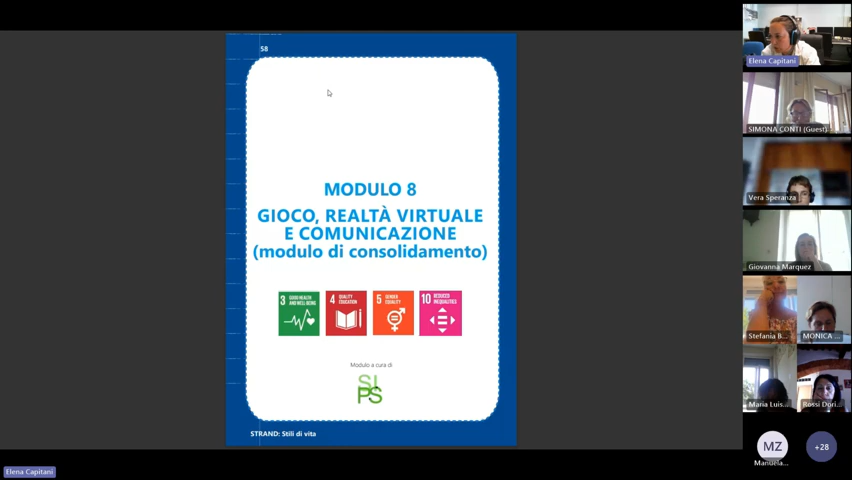 58
MODULO 8
GIOCO, REALTÀ VIRTUALE
E COMUNICAZIONE
(modulo di consolidamento)
3 GOOD HEALTH AND WELL-BEING
4 QUALITY EDUCATION
5 GENDER EQUALITY
10 REDUCED INEQUALITIES
Modulo a cura di
S.I.
PS
STRAND: Stili di vita
Elena Capitani
Elena Capitani
SIMONA CONTI (Guest)
Vera Speranza
Giovanna Marquez
Stefania B...
MONICA ...
Maria Luis...
Rossi Dori...
MZ
Manuela...
+28